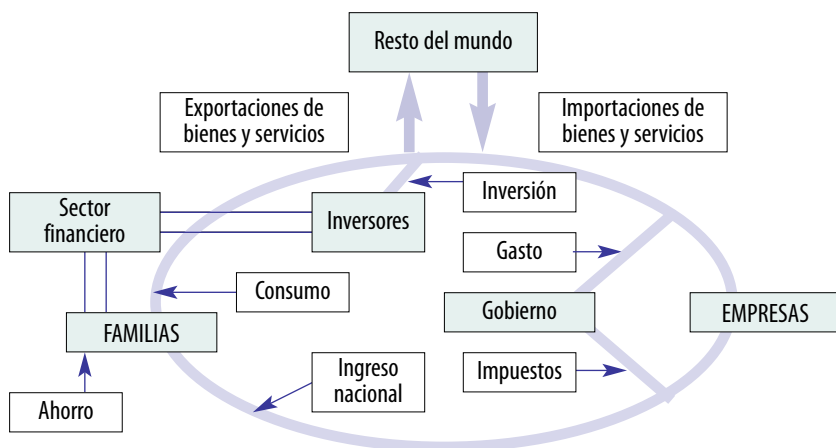 Resto del mundo
Exportaciones de
bienes y servicios
Importaciones de
bienes y servicios
Sector
financiero
Inversores
Inversión
Gasto
Consumo
Gobierno
EMPRESAS
FAMILIAS
Ingreso
nacional
Impuestos
Ahorro